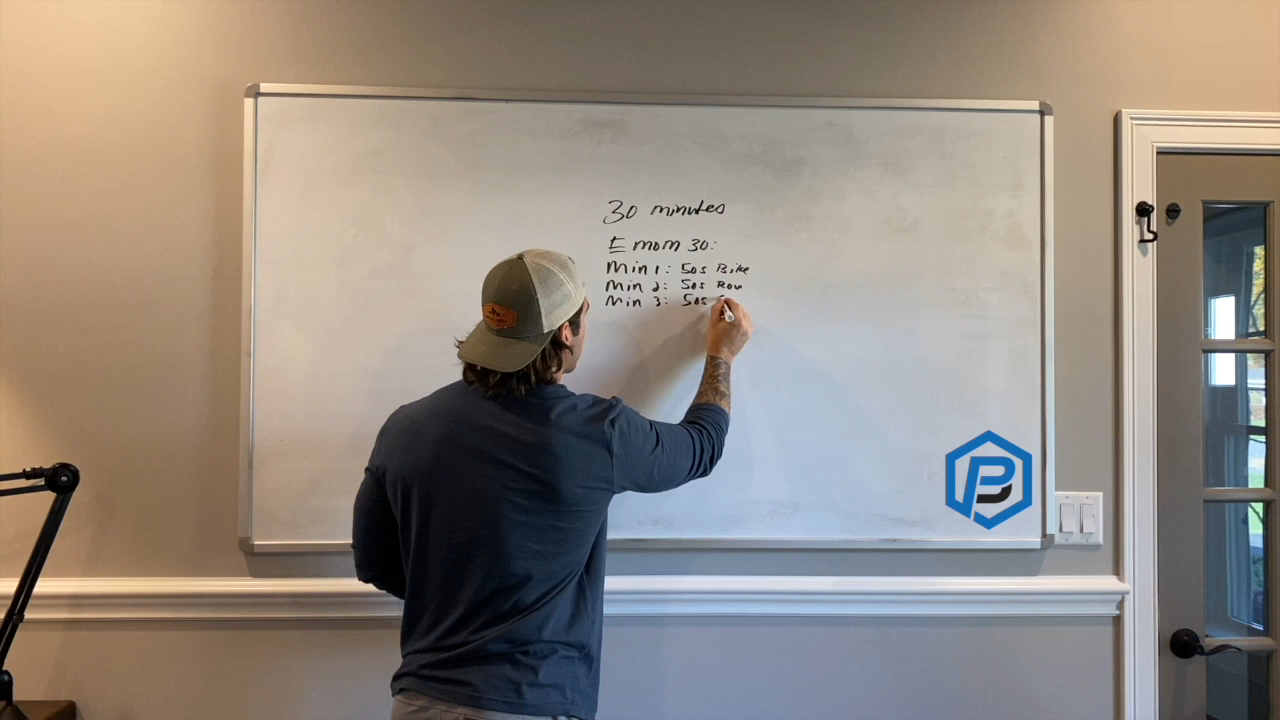 30 minutes
Emom 30:
Min 1: 50s Bike
Min 2: 50s Row
Min 3: 50s